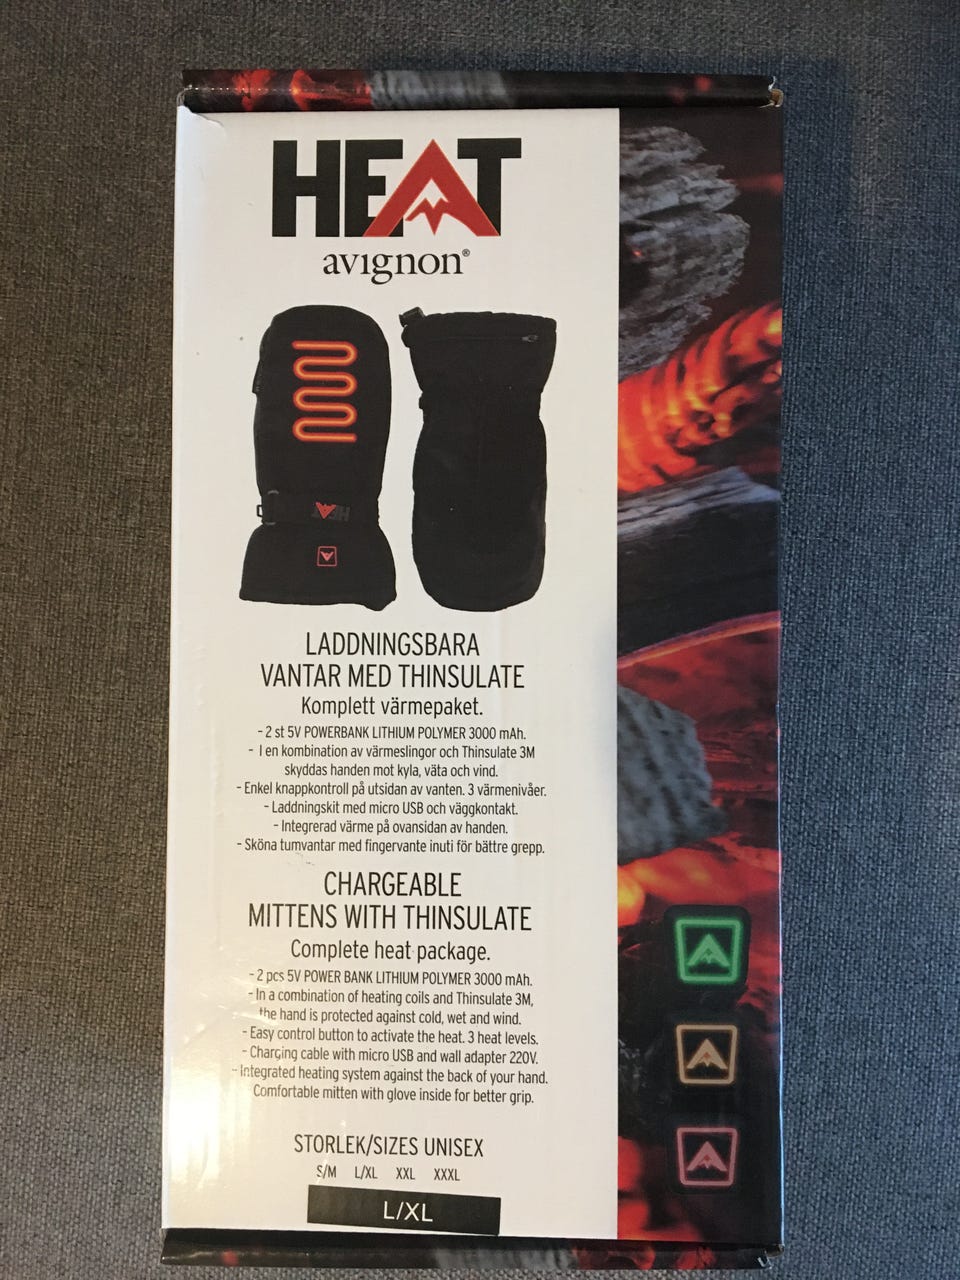 HEAT
avignon®
HEAT
LADDNINGSBARA
VANTAR MED THINSULATE
Komplett värmepaket.
- 2 st 5V POWERBANK LITHIUM POLYMER 3000 mAh.
- I en kombination av värmeslingor och Thinsulate 3M
skyddas handen mot kyla, väta och vind.
- Enkel knappkontroll på utsidan av vanten. 3 värmenivåer.
- Laddningskit med micro USB och väggkontakt.
- Integrerad värme på ovansidan av handen.
- Sköna tumvantar med fingervante inuti för bättre grepp.
CHARGEABLE
MITTENS WITH THINSULATE
Complete heat package.
- 2 pcs 5V POWER BANK LITHIUM POLYMER 3000 mAh.
- In a combination of heating coils and Thinsulate 3M,
the hand is protected against cold, wet and wind.
- Easy control button to activate the heat. 3 heat levels.
- Charging cable with micro USB and wall adapter 220V.
- Integrated heating system against the back of your hand.
Comfortable mitten with glove inside for better grip.
STORLEK/SIZES UNISEX
S/M L/XL XXL XXXL
L/XL